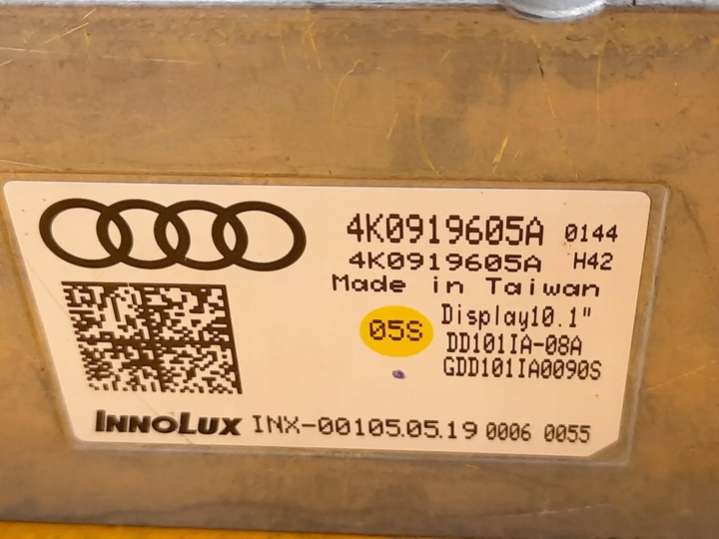 4K0919605A 0144
4K0919605A H42
Made in Taiwan
05S
Display10.1"
DD101IA-08A
GDD101IA0090S
INNOLUX INX-00105.05.19 0006 0055